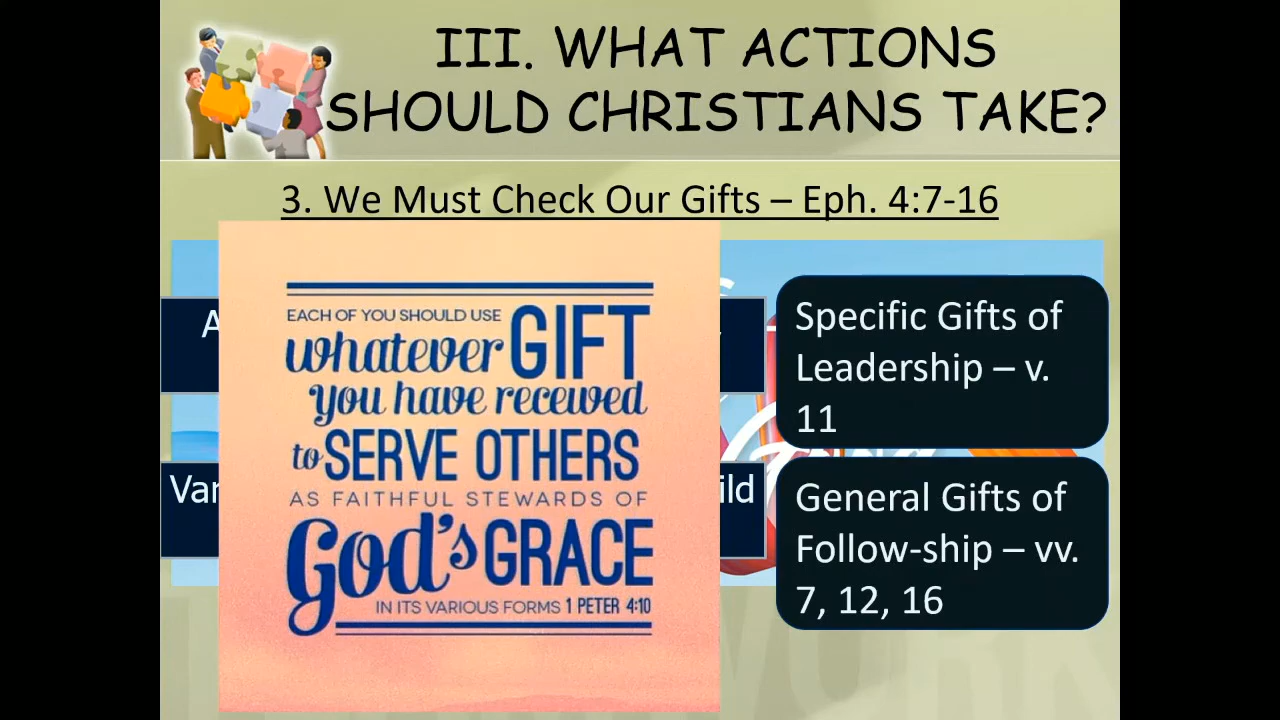 III. WHAT ACTIONS
SHOULD CHRISTIANS TAKE?
3. We Must Check Our Gifts – Eph. 4:7-16
EACH OF YOU SHOULD USE
whatever GIFT
you have received
to SERVE OTHERS
AS FAITHFUL STEWARDS OF
God's GRACE
IN ITS VARIOUS FORMS 1 PETER 4:10
Specific Gifts of
Leadership – v.
11
General Gifts of
Follow-ship – vv.
7, 12, 16